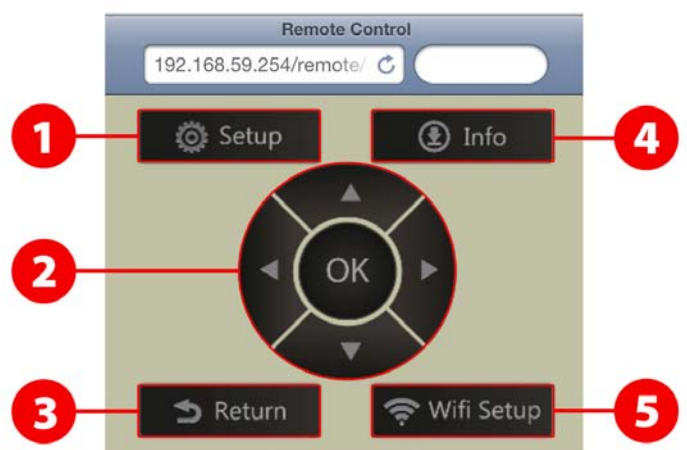 Remote Control
192.168.59.254/remote/
1
Setup
Info
4
2
OK
3
Return
Wifi Setup
5